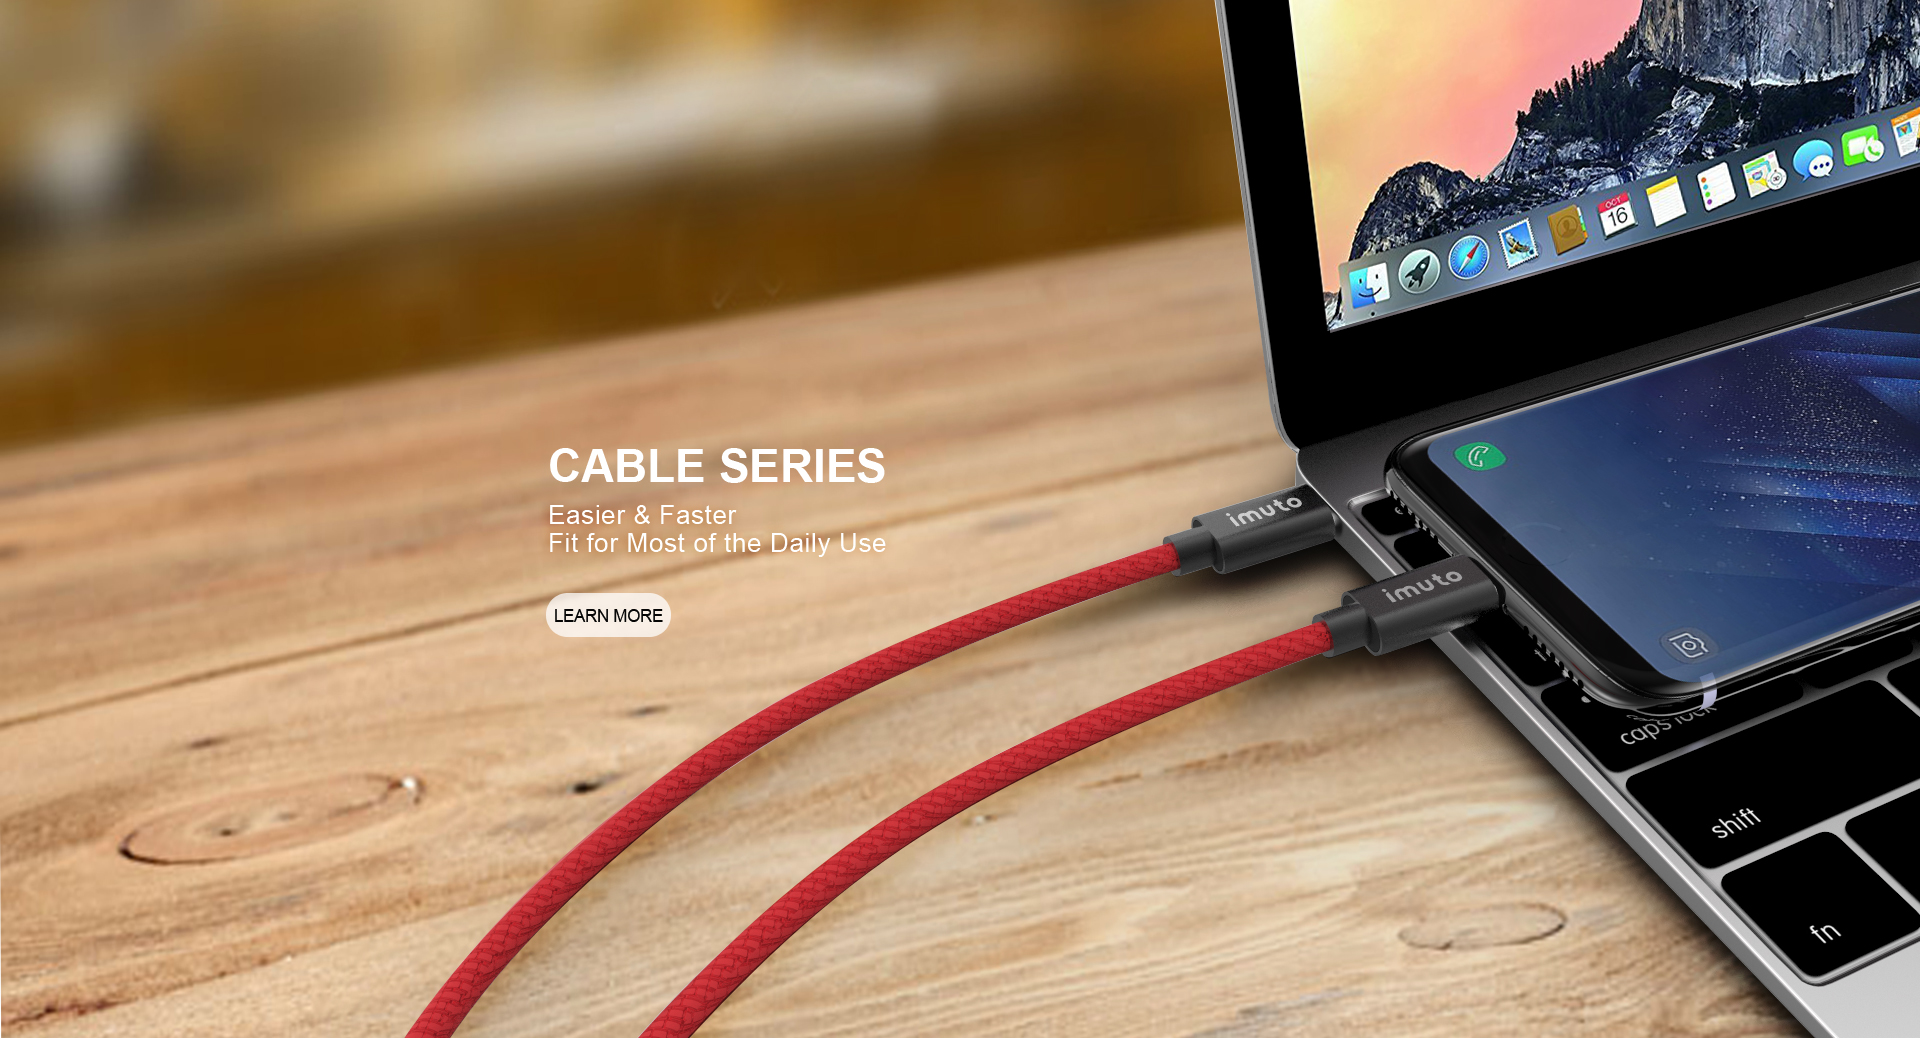 CABLE SERIES
Easier & Faster
Fit for Most of the Daily Use
LEARN MORE
imuto
imuto
OCT
16
caps lock
shift
fn